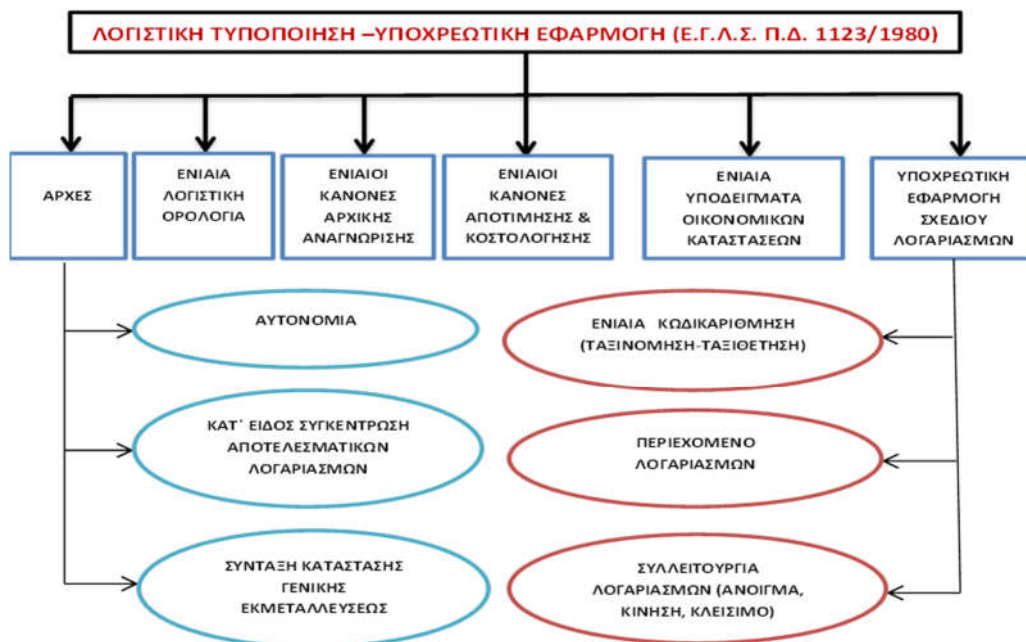 ΛΟΓΙΣΤΙΚΗ ΤΥΠΟΠΟΙΗΣΗ –ΥΠΟΧΡΕΩΤΙΚΗ ΕΦΑΡΜΟΓΗ (Ε.Γ.Λ.Σ. Π.Δ. 1123/1980)
ΑΡΧΕΣ
ΕΝΙΑΙΑ
ΛΟΓΙΣΤΙΚΗ
ΟΡΟΛΟΓΙΑ
ΕΝΙΑΙΟΙ
ΚΑΝΟΝΕΣ
ΑΡΧΙΚΗΣ
ΑΝΑΓΝΩΡΙΣΗΣ
ΕΝΙΑΙΟΙ
ΚΑΝΟΝΕΣ
ΑΠΟΤΙΜΗΣΗΣ &
ΚΟΣΤΟΛΟΓΗΣΗΣ
ΕΝΙΑΙΑ
ΥΠΟΔΕΙΓΜΑΤΑ
ΟΙΚΟΝΟΜΙΚΩΝ
ΚΑΤΑΣΤΑΣΕΩΝ
ΥΠΟΧΡΕΩΤΙΚΗ
ΕΦΑΡΜΟΓΗ
ΣΧΕΔΙΟΥ
ΛΟΓΑΡΙΑΣΜΩΝ
ΑΥΤΟΝΟΜΙΑ
ΚΑΤ΄ ΕΙΔΟΣ ΣΥΓΚΕΝΤΡΩΣΗ
ΑΠΟΤΕΛΕΣΜΑΤΙΚΩΝ
ΛΟΓΑΡΙΑΣΜΩΝ
ΣΥΝΤΑΞΗ ΚΑΤΑΣΤΑΣΗΣ
ΓΕΝΙΚΗΣ
ΕΚΜΕΤΑΛΛΕΥΣΕΩΣ
ΕΝΙΑΙΑ ΚΩΔΙΚΑΡΙΘΜΗΣΗ
(ΤΑΞΙΝΟΜΗΣΗ-ΤΑΞΙΘΕΤΗΣΗ)
ΠΕΡΙΕΧΟΜΕΝΟ
ΛΟΓΑΡΙΑΣΜΩΝ
ΣΥΛΛΕΙΤΟΥΡΓΙΑ
ΛΟΓΑΡΙΑΣΜΩΝ (ΑΝΟΙΓΜΑ,
ΚΙΝΗΣΗ, ΚΛΕΙΣΙΜΟ)